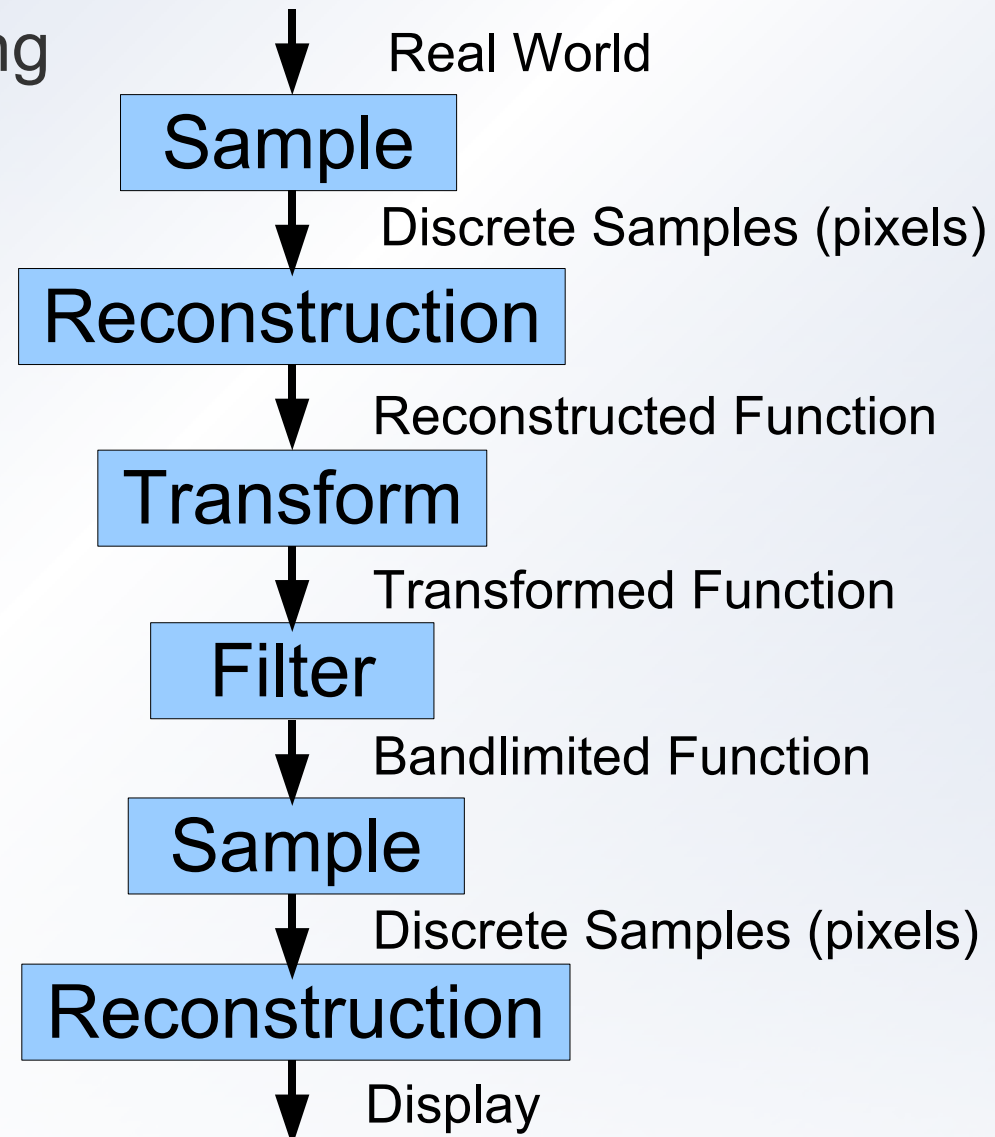 ng
Real World
Sample
Discrete Samples (pixels)
Reconstruction
Reconstructed Function
Transform
Transformed Function
Filter
Bandlimited Function
Sample
Discrete Samples (pixels)
Reconstruction
Display